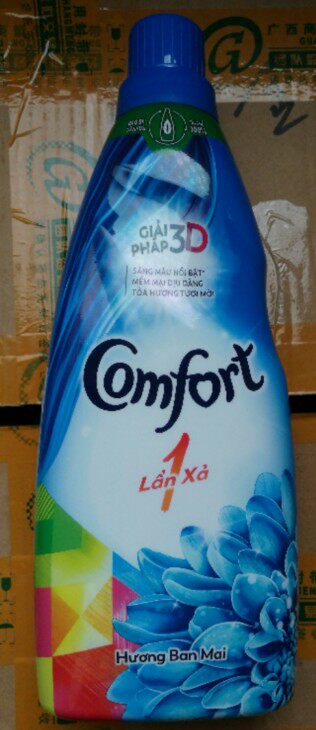 GIẢI
PHÁP 3D
SÁNG MÀU NỔI BẬT*
MỀM MẠI DỊU DÀNG
TỎA HƯƠNG TƯƠI MỚI
Comfort
1
Lần Xả
Hương Ban Mai